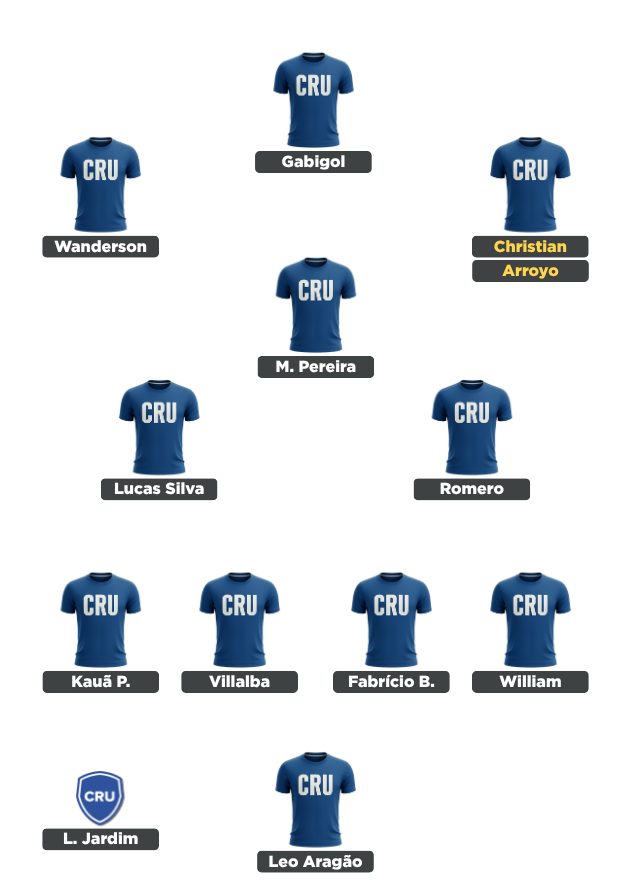 CRU
Gabigol
CRU
Wanderson
CRU
Christian
Arroyo
CRU
M. Pereira
CRU
Lucas Silva
CRU
Romero
CRU
Kauã P.
CRU
Villalba
CRU
Fabrício B.
CRU
William
CRU
L. Jardim
CRU
Leo Aragão